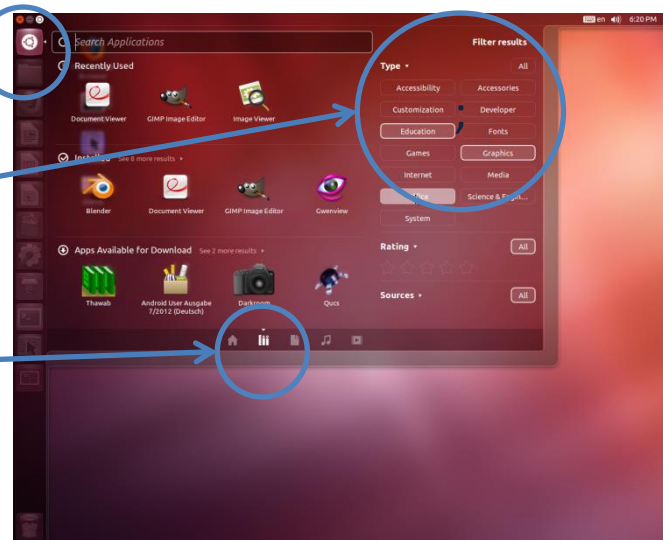 en 6:20 PM
Search Applications
Filter results
Recently Used
Type
All
Document Viewer GIMP Image Editor Image Viewer
Accessibility Accessories
Customization Developer
Education Fonts
Games Graphics
Internet Media
Science & Engin...
System
Installed See 8 more results
Blender Document Viewer GIMP Image Editor Gwenview
Apps Available for Download See 2 more results
Thawab Android User Ausgabe 7/2012 (Deutsch) Darkroom Qucs
Rating All
Sources All